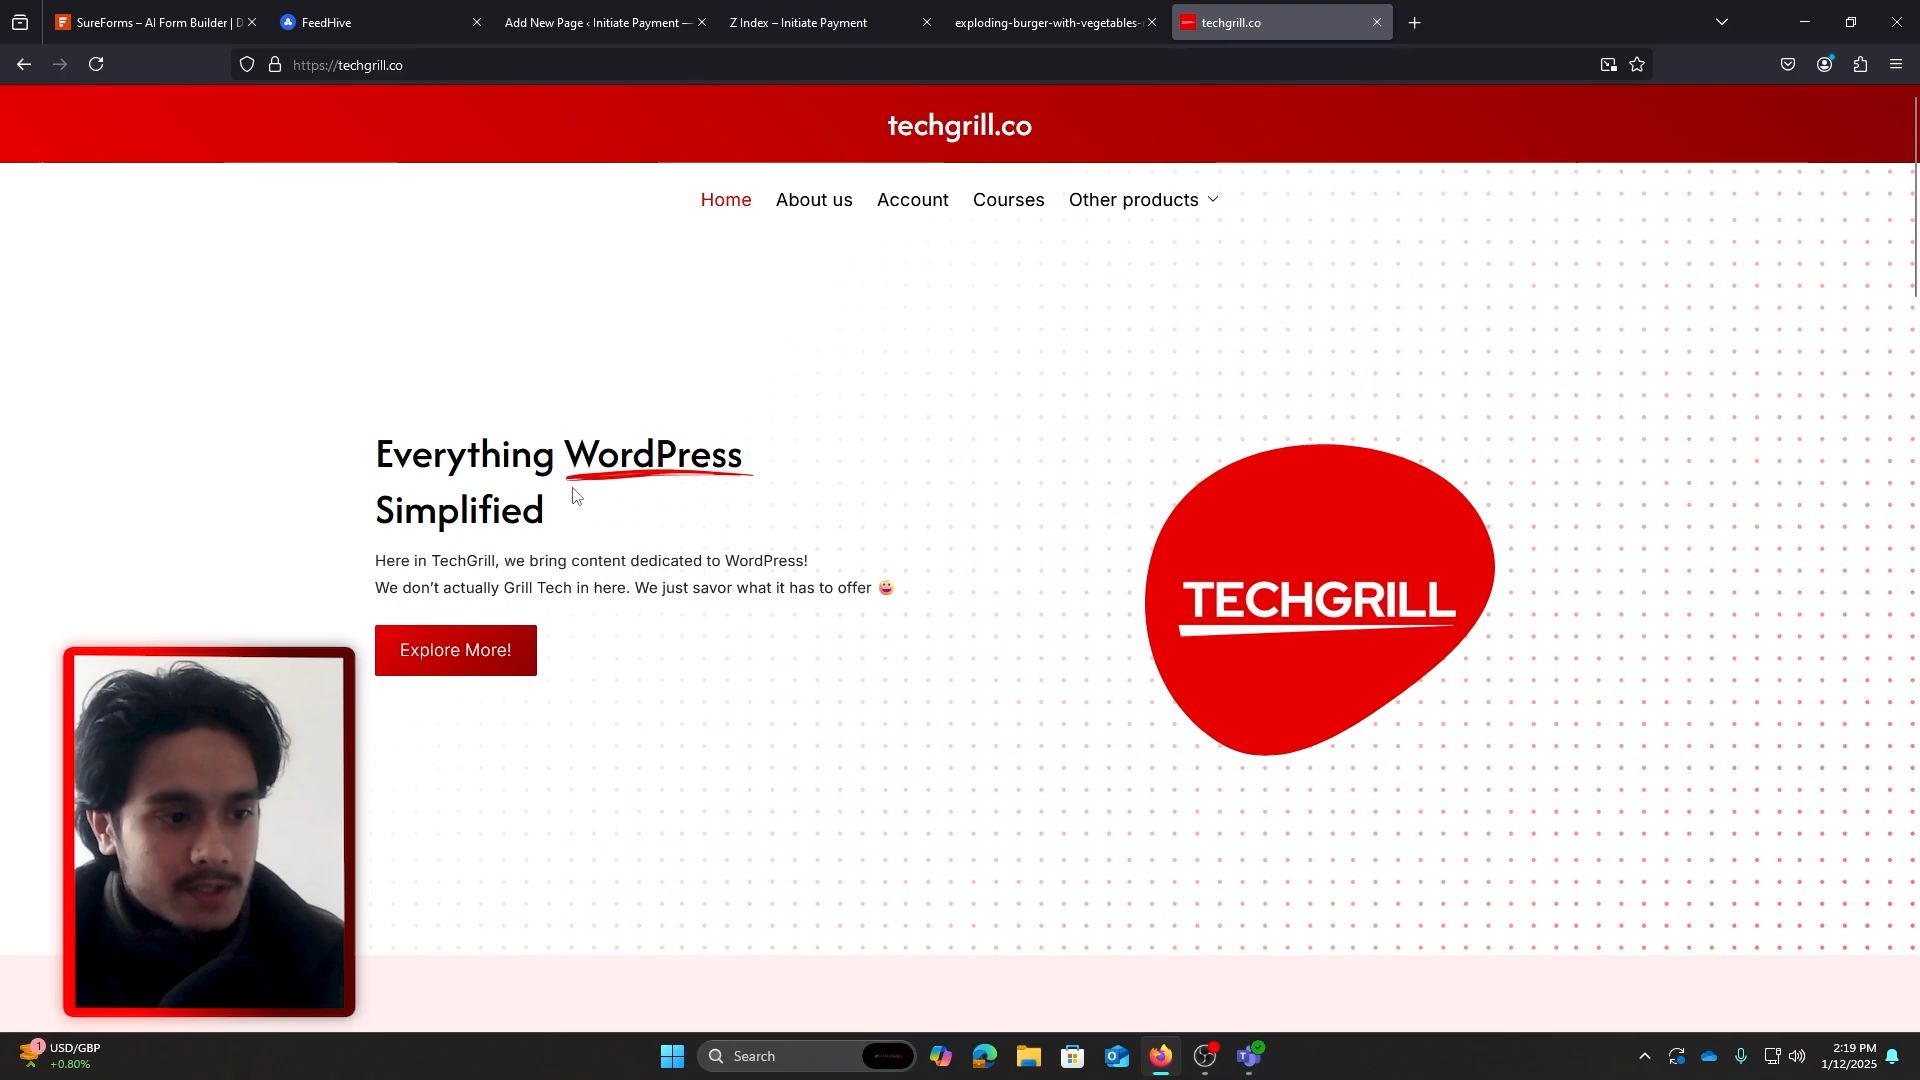 SureForms – AI Form Builder | D
FeedHive
Add New Page ‹ Initiate Payment —
Z Index – Initiate Payment
exploding-burger-with-vegetables-
techgrill.co
https://techgrill.co
techgrill.co
Home
About us
Account
Courses
Other products
Everything WordPress
Simplified
Here in TechGrill, we bring content dedicated to WordPress!
We don’t actually Grill Tech in here. We just savor what it has to offer 😀
Explore More!
TECHGRILL
1
USD/GBP
+0.80%
Search
2:19 PM
1/12/2025